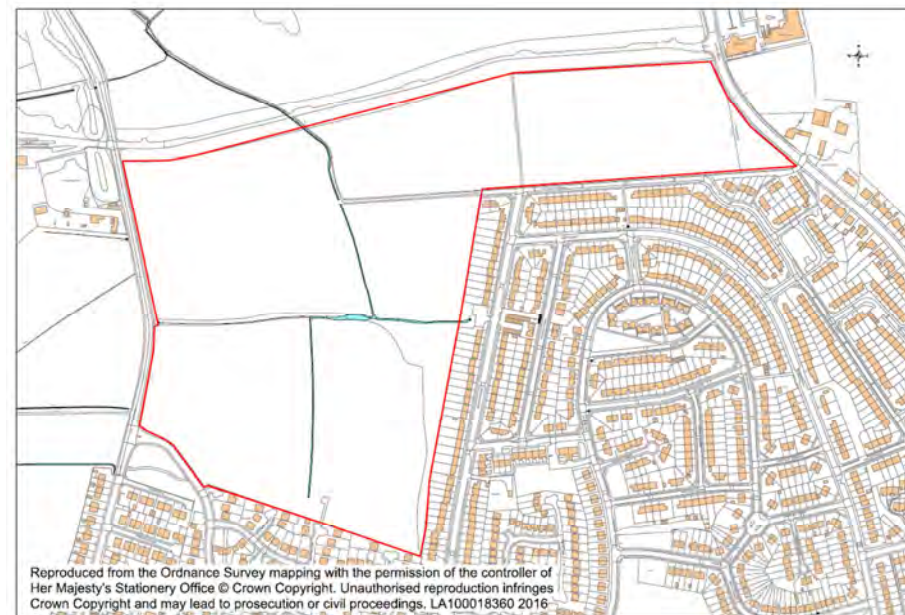 Reproduced from the Ordnance Survey mapping with the permission of the controller of
Her Majesty's Stationery Office © Crown Copyright. Unauthorised reproduction infringes
Crown Copyright and may lead to prosecution or civil proceedings. LA100018360 2016